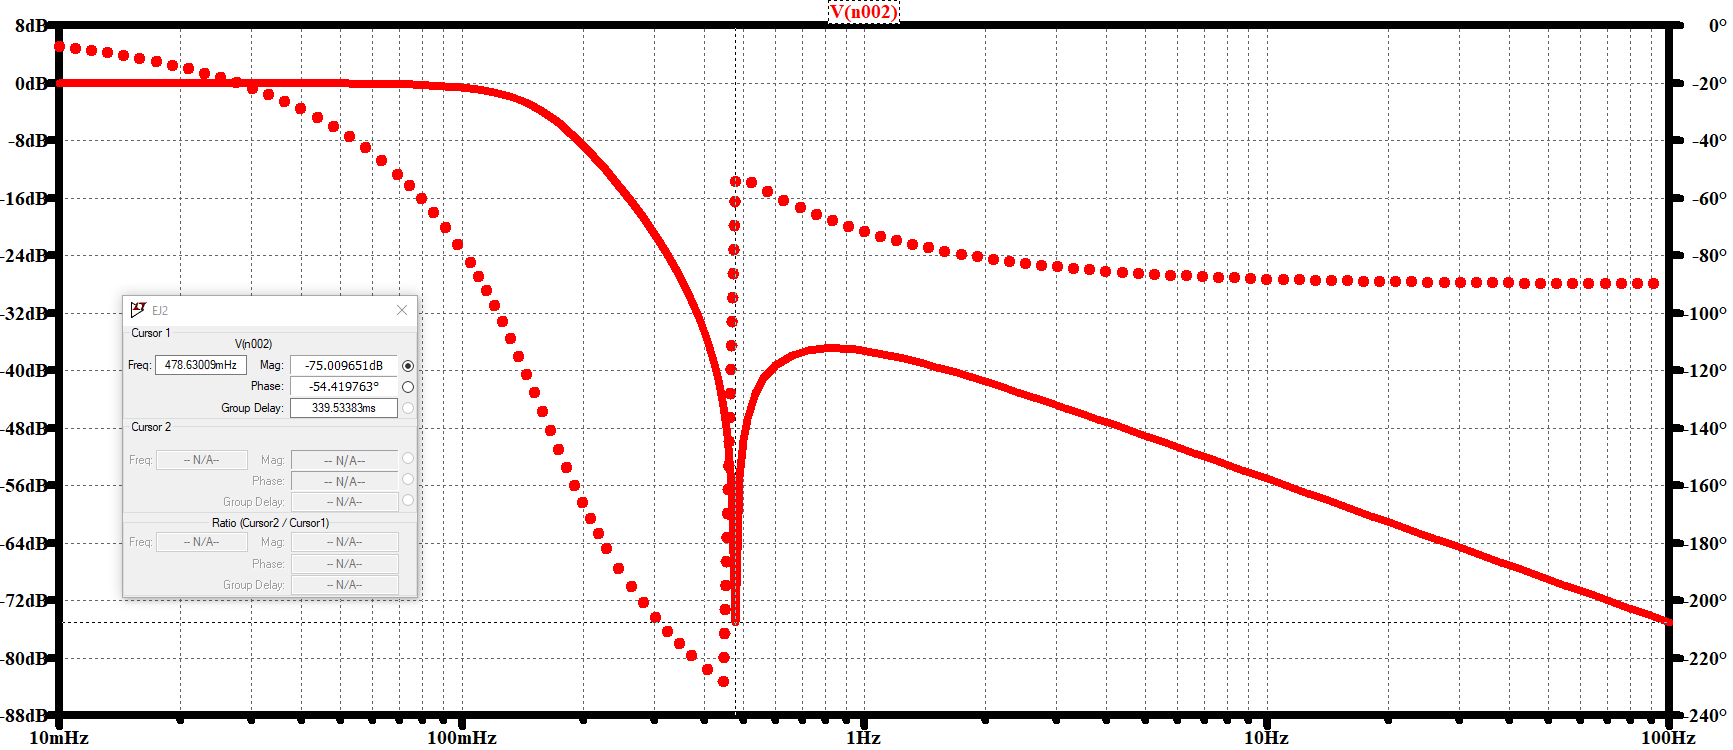 V(n002)
8dB
0dB
-8dB
-16dB
-24dB
-32dB
-40dB
-48dB
-56dB
-64dB
-72dB
-80dB
-88dB
0°
-20°
-40°
-60°
-80°
-100°
-120°
-140°
-160°
-180°
-200°
-220°
-240°
10mHz 100mHz 1Hz 10Hz 100Hz
EJ2
Cursor 1
V(n002)
Freq: 478.63009mHz Mag: -75.009651dB
Phase: -54.419763°
Group Delay: 339.53383ms
Cursor 2
Freq: -- N/A-- Mag: -- N/A--
Phase: -- N/A--
Group Delay: -- N/A--
Ratio (Cursor2 / Cursor1)
Freq: -- N/A-- Mag: -- N/A--
Phase: -- N/A--
Group Delay: -- N/A--